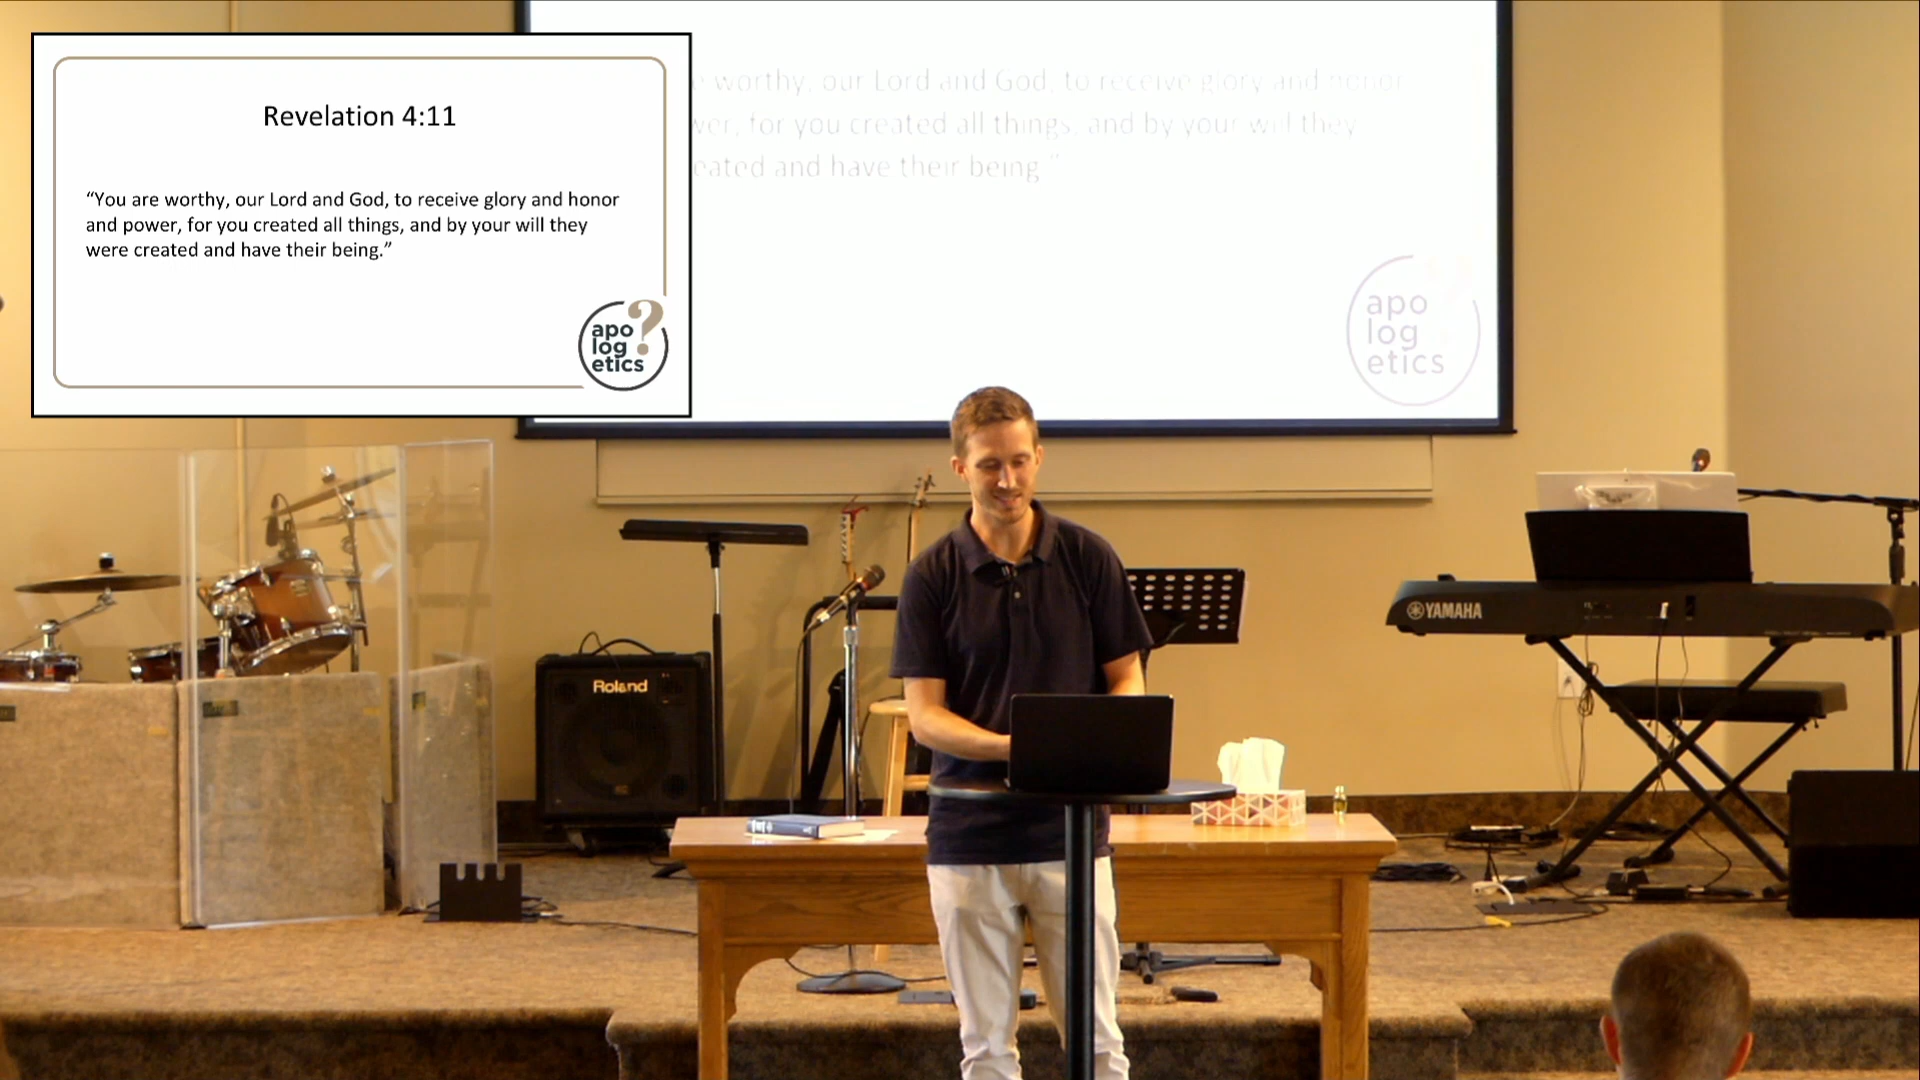 Revelation 4:11
“You are worthy, our Lord and God, to receive glory and honor
and power, for you created all things, and by your will they
were created and have their being.”
apo
log
etics
?
worthy, our Lord and God, to receive glory and honor
for you created all things, and by your will they
and have their being.”
apo
log
etics
Roland
YAMAHA